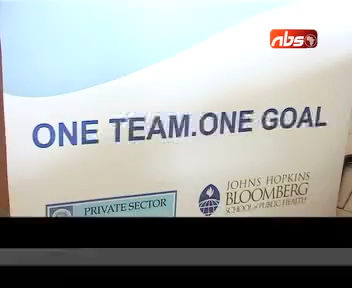 nbs
ONE TEAM.ONE GOAL
PRIVATE SECTOR
JOHNS HOPKINS
BLOOMBERG
SCHOOL of PUBLIC HEALTH